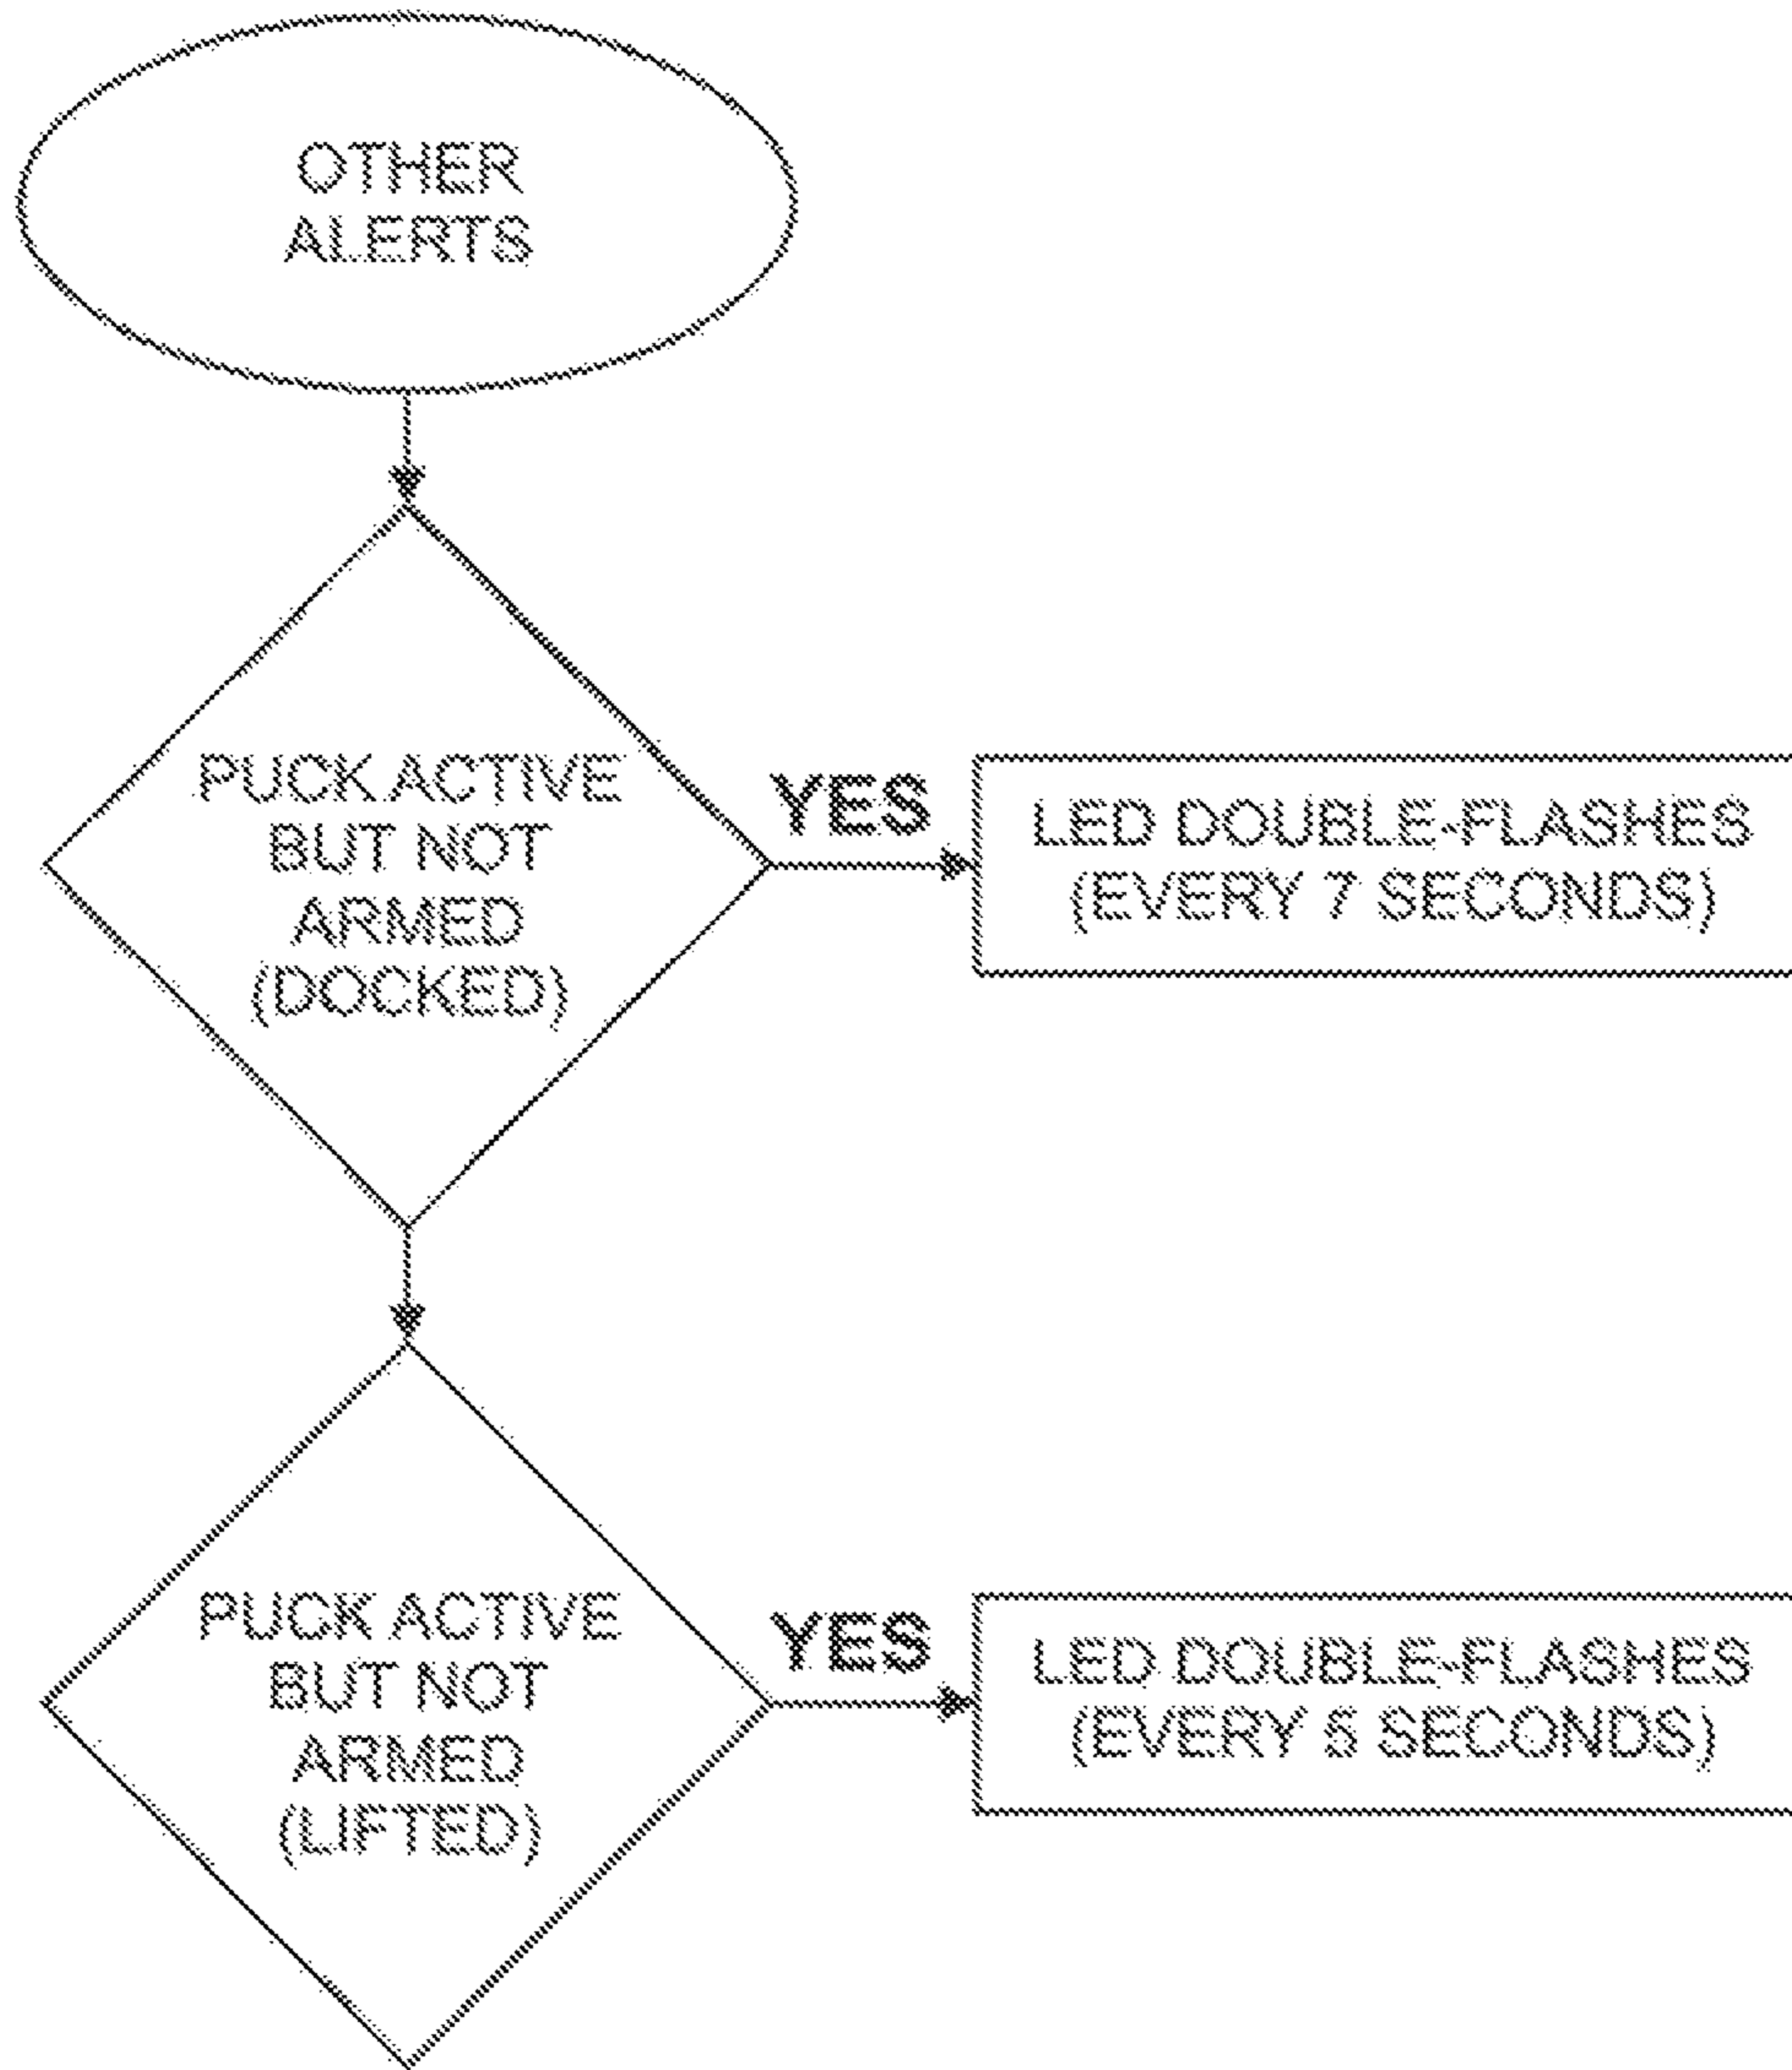 OTHER
ALERTS
PUCK ACTIVE
BUT NOT
ARMED
(DOCKED)
YES
LED DOUBLE-FLASHES
(EVERY 7 SECONDS)
PUCK ACTIVE
BUT NOT
ARMED
(LIFTED)
YES
LED DOUBLE-FLASHES
(EVERY 5 SECONDS)